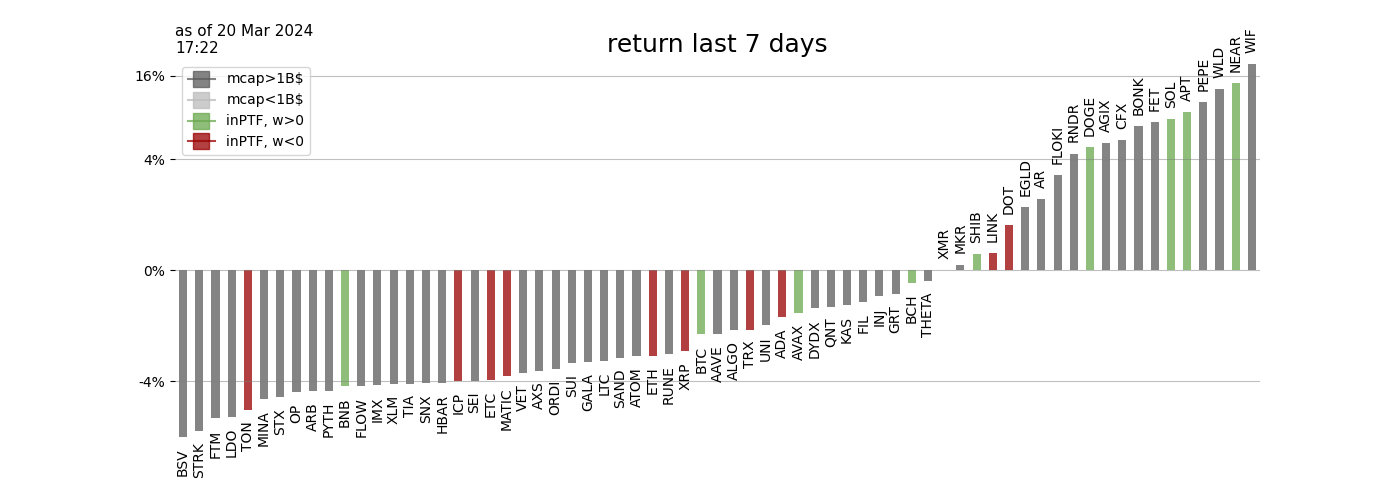 as of 20 Mar 2024
17:22
return last 7 days
mcap>1B$
mcap<1B$
inPTF, w>0
inPTF, w<0
16%
4%
0%
-4%
BSV
STRK
FTM
LDO
TON
MINA
STX
OP
ARB
PYTH
BNB
FLOW
IMX
XLM
TIA
SNX
HBAR
ICP
SEI
ETC
MATIC
VET
AXS
ORDI
SUI
GALA
LTC
SAND
ATOM
ETH
RUNE
XRP
BTC
AAVE
ALGO
TRX
UNI
ADA
AVAX
DYDX
QNT
KAS
FIL
INJ
GRT
BCH
THETA
XMR
MKR
SHIB
LINK
DOT
EGLD
AR
FLOKI
RNDR
DOGE
AGIX
CFX
BONK
FET
SOL
APT
PEPE
WLD
NEAR
WIF